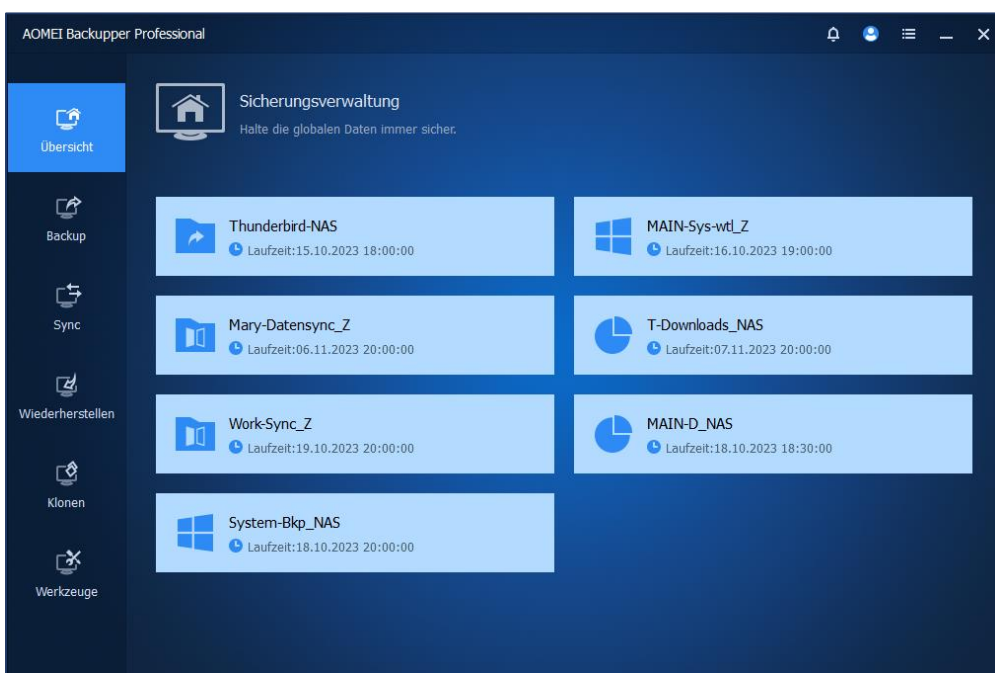 AOMEI Backupper Professional
Übersicht
Backup
Sync
Wiederherstellen
Klonen
Werkzeuge
Sicherungsverwaltung
Halte die globalen Daten immer sicher.
Thunderbird-NAS
Laufzeit:15.10.2023 18:00:00
MAIN-Sys-wtl_Z
Laufzeit:16.10.2023 19:00:00
Mary-Datensync_Z
Laufzeit:06.11.2023 20:00:00
T-Downloads_NAS
Laufzeit:07.11.2023 20:00:00
Work-Sync_Z
Laufzeit:19.10.2023 20:00:00
MAIN-D_NAS
Laufzeit:18.10.2023 18:30:00
System-Bkp_NAS
Laufzeit:18.10.2023 20:00:00